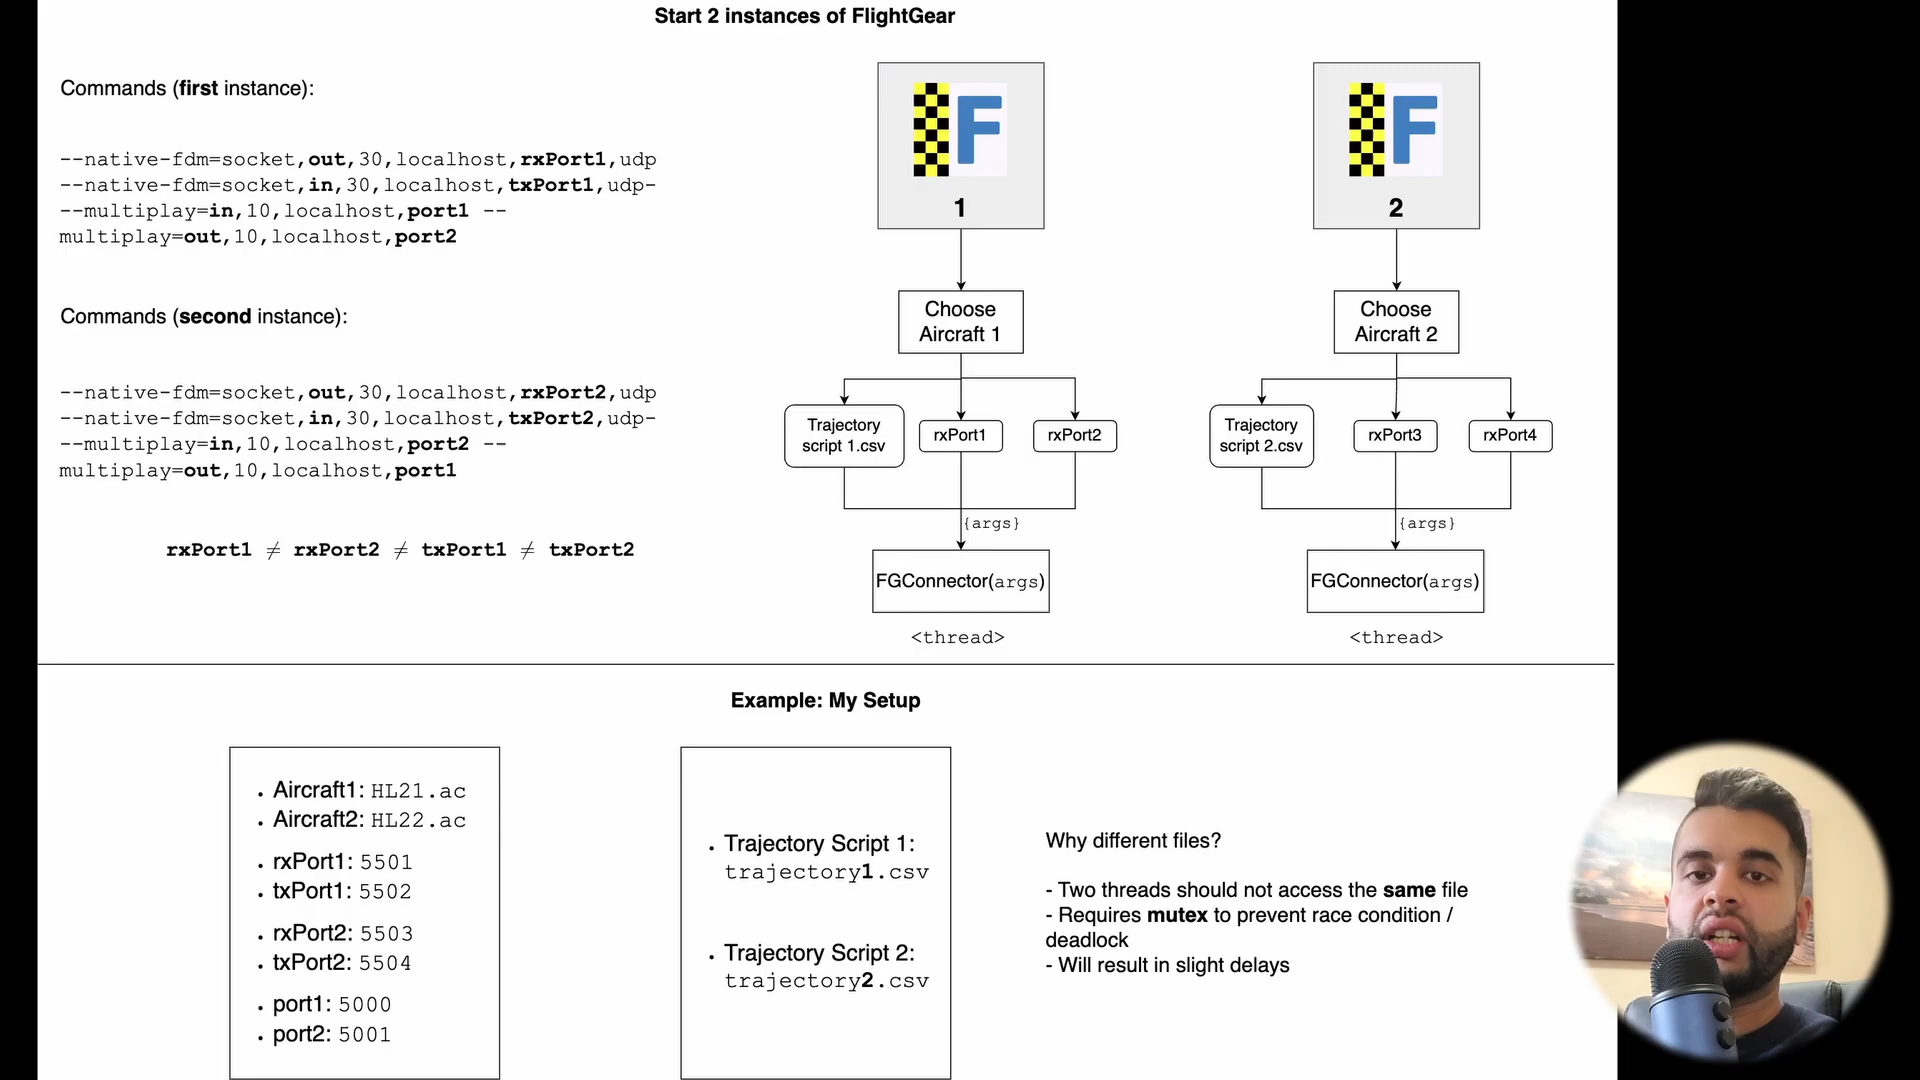 Start 2 instances of FlightGear
Commands (first instance):
--native-fdm=socket,out,30,localhost,rxPort1,udp
--native-fdm=socket,in,30,localhost,txPort1,udp-
--multiplay=in,10,localhost,port1 --
multiplay=out,10,localhost,port2
Commands (second instance):
--native-fdm=socket,out,30,localhost,rxPort2,udp
--native-fdm=socket,in,30,localhost,txPort2,udp-
--multiplay=in,10,localhost,port2 --
multiplay=out,10,localhost,port1
rxPort1 ≠ rxPort2 ≠ txPort1 ≠ txPort2
F
1
Choose
Aircraft 1
Trajectory
script 1.csv
rxPort1
rxPort2
{args}
FGConnector(args)
<thread>
F
2
Choose
Aircraft 2
Trajectory
script 2.csv
rxPort3
rxPort4
{args}
FGConnector(args)
<thread>
Example: My Setup
• Aircraft1: HL21.ac
• Aircraft2: HL22.ac
• rxPort1: 5501
• txPort1: 5502
• rxPort2: 5503
• txPort2: 5504
• port1: 5000
• port2: 5001
• Trajectory Script 1:
trajectory1.csv
• Trajectory Script 2:
trajectory2.csv
Why different files?
- Two threads should not access the same file
- Requires mutex to prevent race condition /
deadlock
- Will result in slight delays